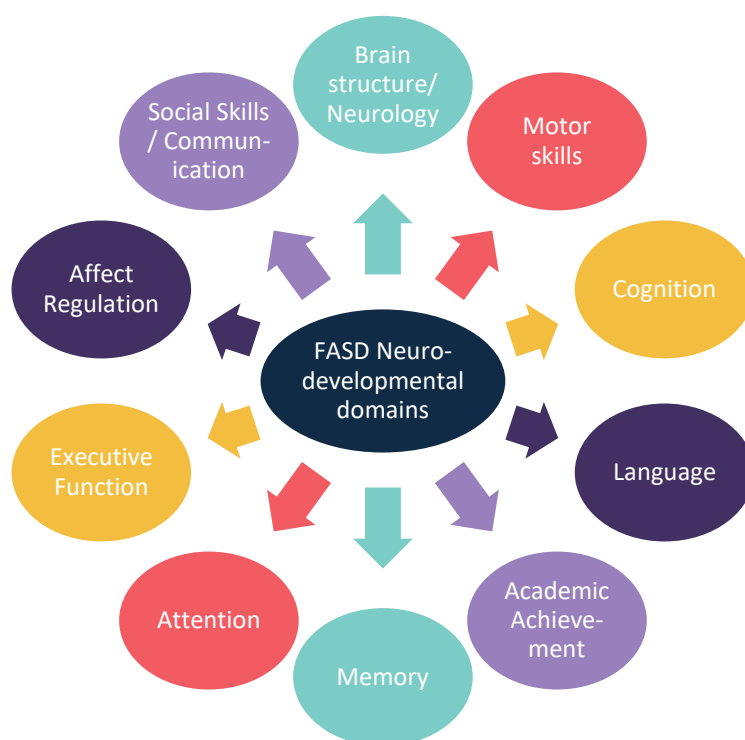 Brain
structure/
Neurology
Motor
skills
Cognition
Language
Academic
Achieve-
ment
Memory
Attention
Executive
Function
Affect
Regulation
Social Skills
/ Commun-
ication
FASD Neuro-
developmental
domains